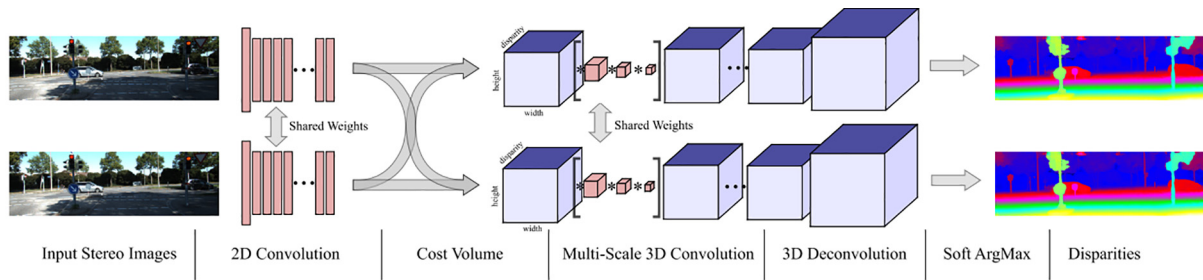 disparity
height
width
Shared Weights
Shared Weights
disparity
height
width
Input Stereo Images
2D Convolution
Cost Volume
Multi-Scale 3D Convolution
3D Deconvolution
Soft ArgMax
Disparities